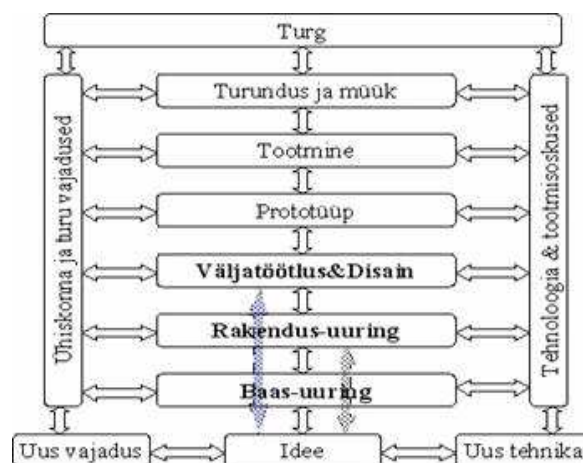 Turg
Turundus ja müük
Tootmine
Prototüüp
Väljatöötlus&Disain
Rakendus-uuring
Baas-uuring
Ühiskonna ja turu vajadused
Tehnoloogia & tootmisoskused
Uus vajadus
Idee
Uus tehnika